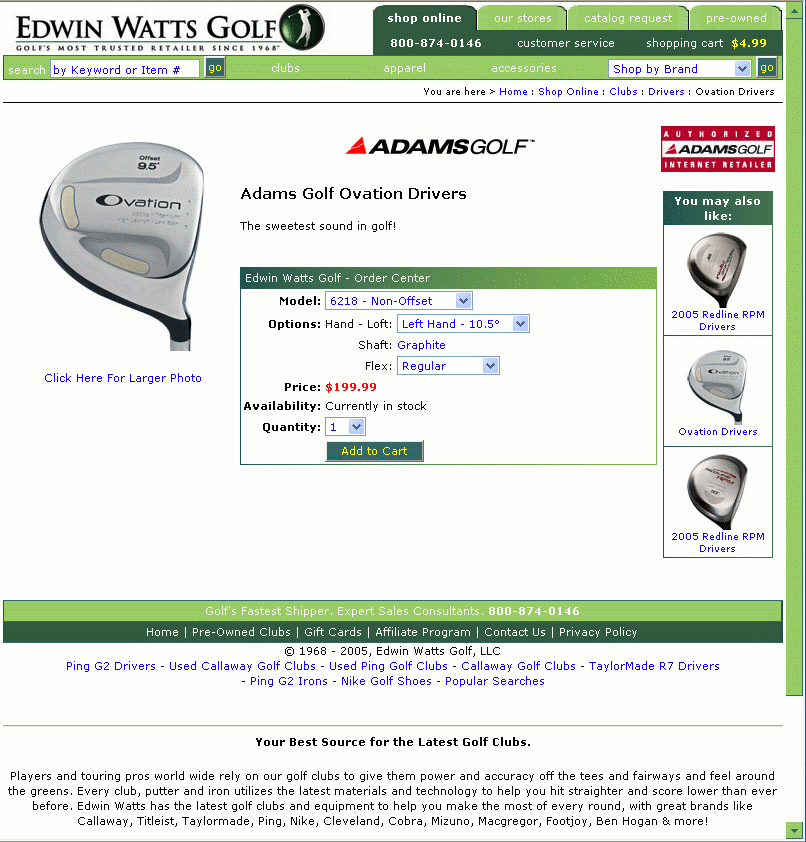 EDWIN WATTS GOLF
GOLF'S MOST TRUSTED RETAILER SINCE 1968
shop online
our stores
catalog request
pre-owned
800-874-0146
customer service
shopping cart $4.99
search by Keyword or Item # go
clubs
apparel
accessories
Shop by Brand go
You are here > Home : Shop Online : Clubs : Drivers : Ovation Drivers
Offset
9.5°
Ovation
Click Here For Larger Photo
ADAMSGOLF™
AUTHORIZED
ADAMSGOLF
INTERNET RETAILER
Adams Golf Ovation Drivers
The sweetest sound in golf!
Edwin Watts Golf - Order Center
Model: 6218 - Non-Offset
Options: Hand - Loft: Left Hand - 10.5°
Shaft: Graphite
Flex: Regular
Price: $199.99
Availability: Currently in stock
Quantity: 1
Add to Cart
You may also
like:
2005 Redline RPM
Drivers
Ovation
Ovation Drivers
2005 Redline RPM
Drivers
Golf's Fastest Shipper. Expert Sales Consultants. 800-874-0146
Home | Pre-Owned Clubs | Gift Cards | Affiliate Program | Contact Us | Privacy Policy
© 1968 - 2005, Edwin Watts Golf, LLC
Ping G2 Drivers - Used Callaway Golf Clubs - Used Ping Golf Clubs - Callaway Golf Clubs - TaylorMade R7 Drivers
- Ping G2 Irons - Nike Golf Shoes - Popular Searches
Your Best Source for the Latest Golf Clubs.
Players and touring pros world wide rely on our golf clubs to give them power and accuracy off the tees and fairways and feel around
the greens. Every club, putter and iron utilizes the latest materials and technology to help you hit straighter and score lower than ever
before. Edwin Watts has the latest golf clubs and equipment to help you make the most of every round, with great brands like
Callaway, Titleist, Taylormade, Ping, Nike, Cleveland, Cobra, Mizuno, Macgregor, Footjoy, Ben Hogan & more!